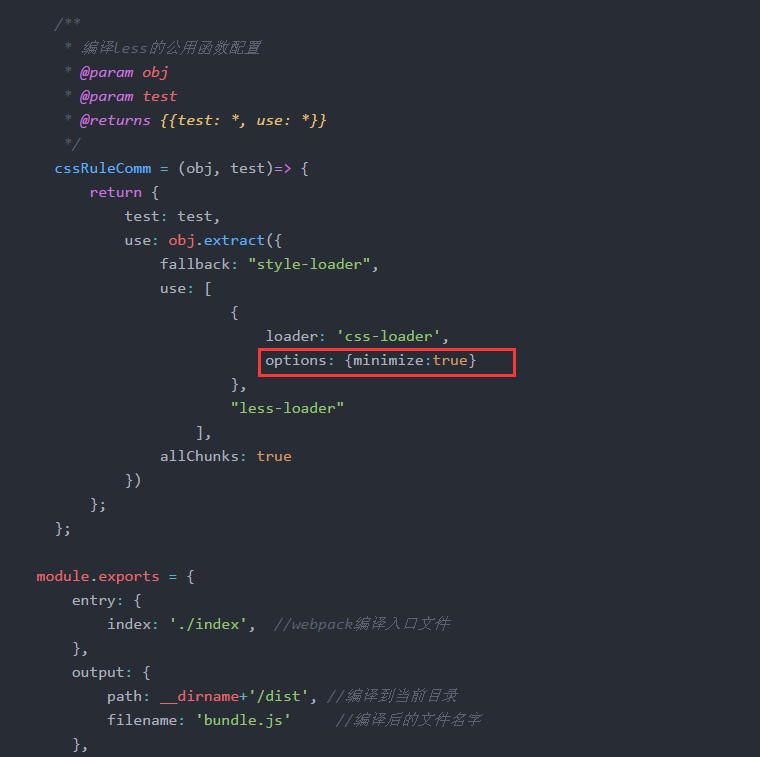 /**
 * 编译less的公用函数配置
 * @param obj
 * @param test
 * @returns {{test: *, use: *}}
 */
cssRuleComm = (obj, test)=> {
    return {
        test: test,
        use: obj.extract({
            fallback: "style-loader",
            use: [
                    {
                        loader: 'css-loader',
                        options: {minimize:true}
                    },
                    "less-loader"
                ],
            allChunks: true
        })
    };
};
module.exports = {
    entry: {
        index: './index',  //webpack编译入口文件
    },
    output: {
        path: __dirname+'/dist', //编译到当前目录
        filename: 'bundle.js'     //编译后的文件名字
    },